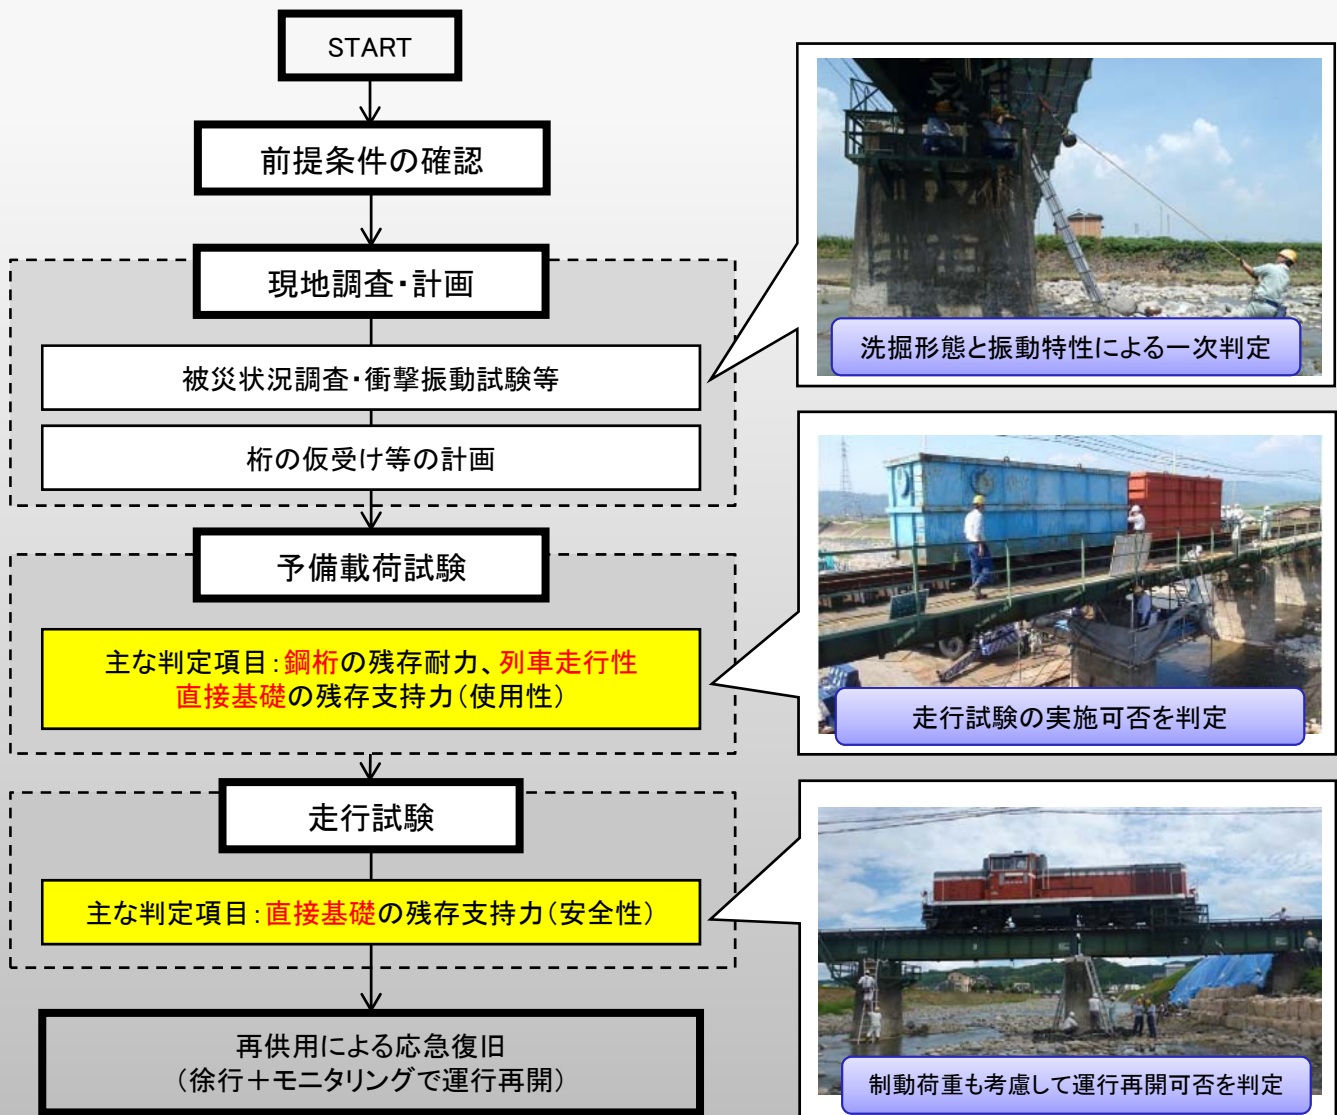 START
前提条件の確認
現地調査・計画
被災状況調査・衝撃振動試験等
桁の仮受け等の計画
洗掘形態と振動特性による一次判定
予備載荷試験
主な判定項目：鋼桁の残存耐力、列車走行性
直接基礎の残存支持力（使用性）
走行試験の実施可否を判定
走行試験
主な判定項目：直接基礎の残存支持力（安全性）
制動荷重も考慮して運行再開可否を判定
再供用による応急復旧
（徐行＋モニタリングで運行再開）